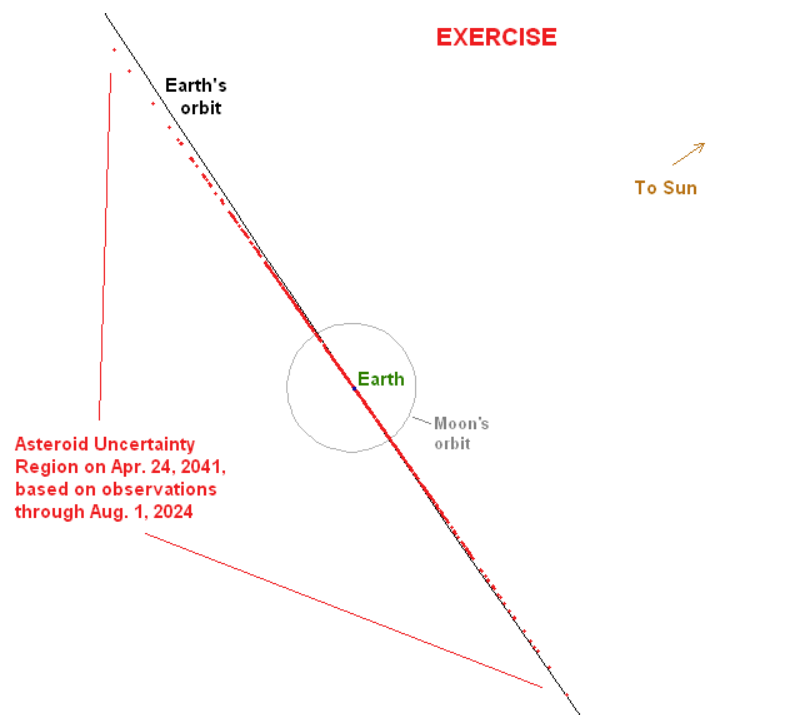 EXERCISE
Earth's
orbit
To Sun
Earth
Moon's
orbit
Asteroid Uncertainty
Region on Apr. 24, 2041,
based on observations
through Aug. 1, 2024